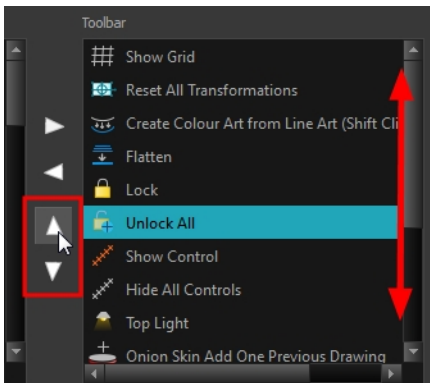 Toolbar
Show Grid
Reset All Transformations
Create Colour Art from Line Art (Shift Cli
Flatten
Lock
Unlock All
Show Control
Hide All Controls
Top Light
Onion Skin Add One Previous Drawing